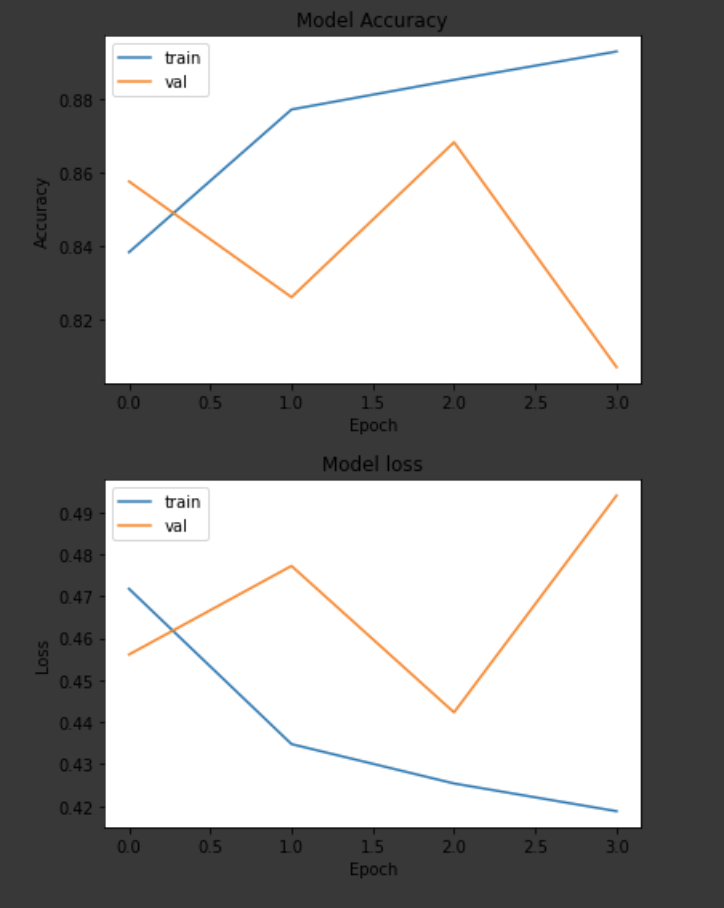 Model Accuracy
train
val
0.88
0.86
0.84
0.82
Accuracy
0.0 0.5 1.0 1.5 2.0 2.5 3.0
Epoch
Model loss
train
val
0.49
0.48
0.47
0.46
0.45
0.44
0.43
0.42
Loss
0.0 0.5 1.0 1.5 2.0 2.5 3.0
Epoch